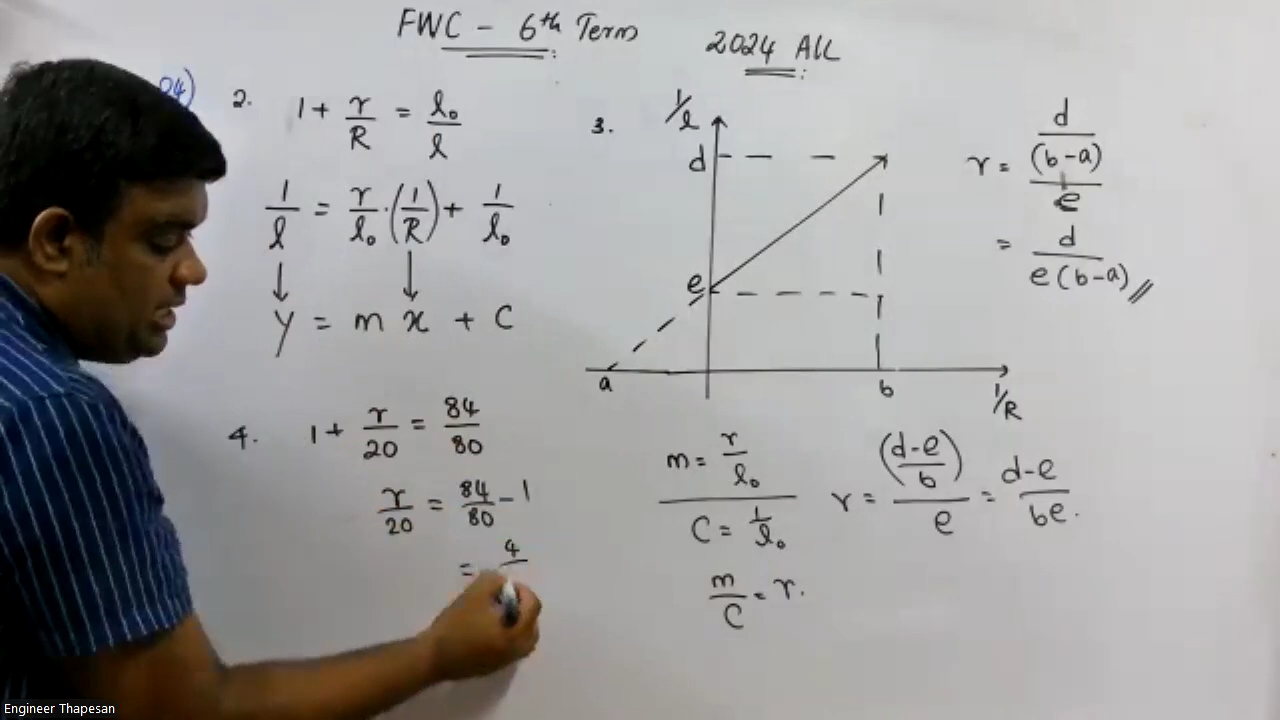 FWC - 6th Term
2024 A/L
04)
2. 1 + r/R = l₀/l
1/l = r/l₀ · (1/R) + 1/l₀
y = m x + C
3.
1/l
d
e
a
b
1/R
r = d/(b-a) / e
= d / e(b-a) //
m = r/l₀
C = 1/l₀
m/C = r.
r = ((d-e)/b) / e = d-e / be.
4. 1 + r/20 = 84/80
r/20 = 84/80 - 1
= 4
Engineer Thapesan